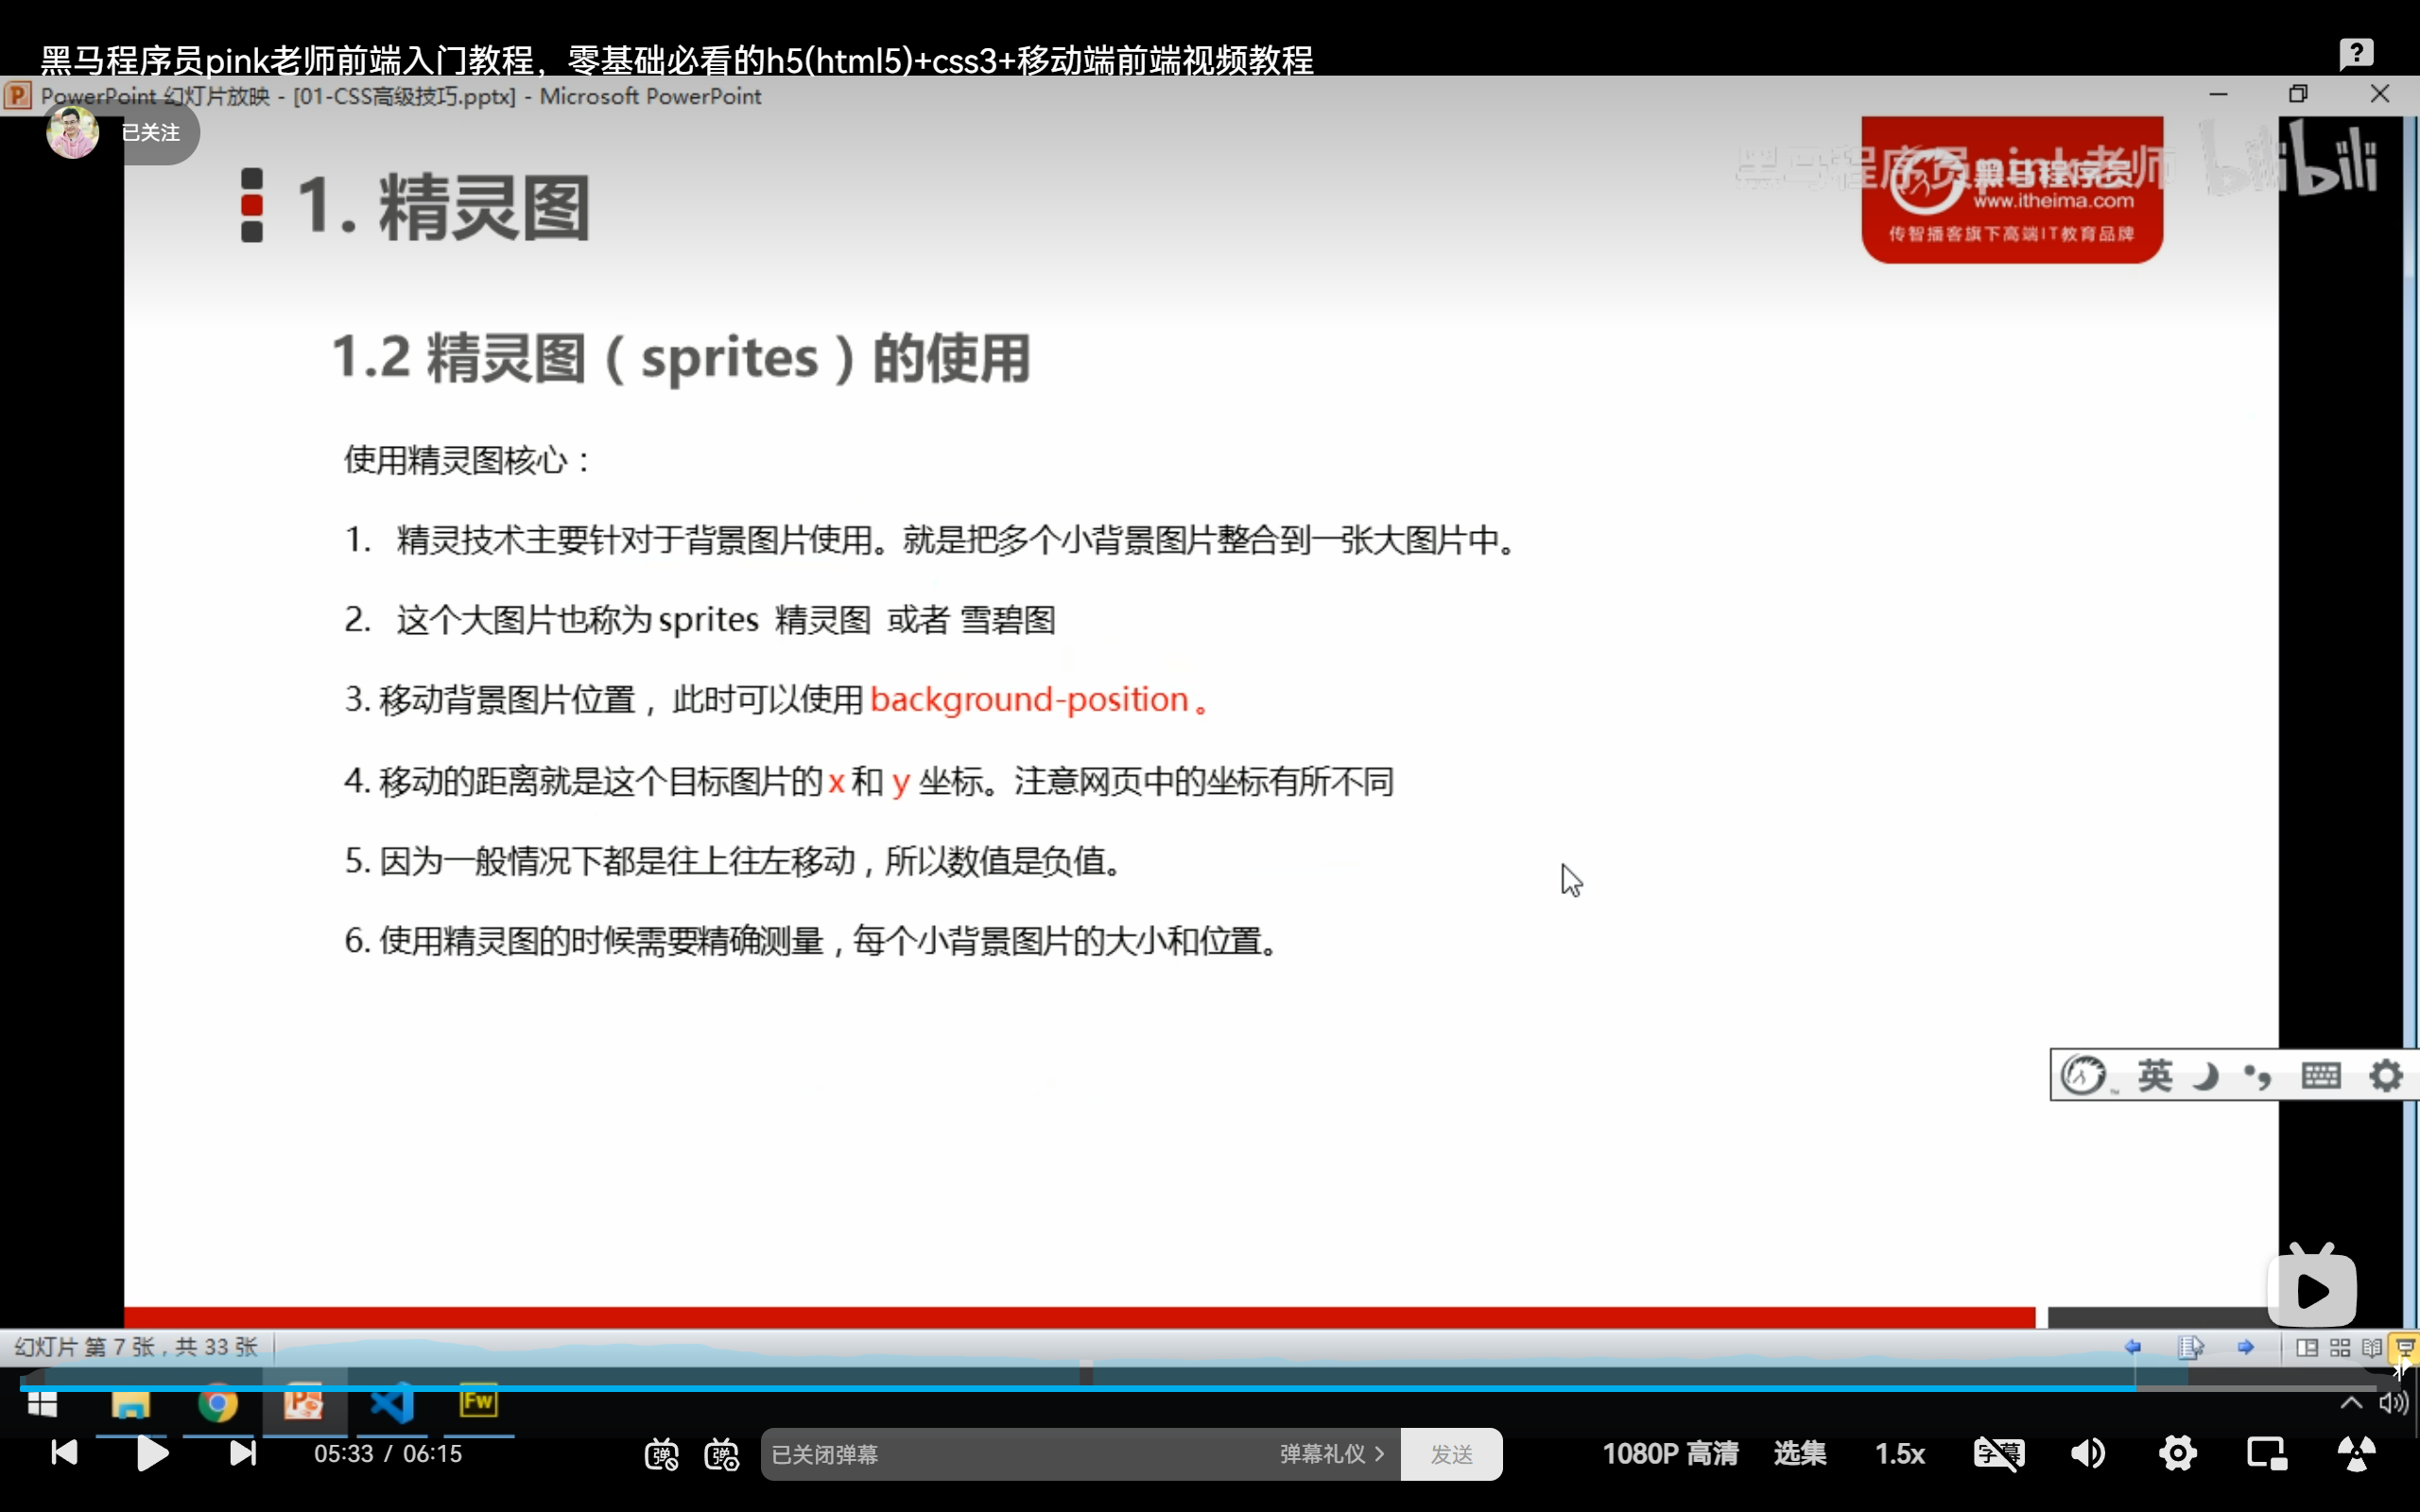 黑马程序员pink老师前端入门教程，零基础必看的h5(html5)+css3+移动端前端视频教程
PowerPoint 幻灯片放映 - [01-CSS高级技巧.pptx] - Microsoft PowerPoint
已关注
黑马程序员pink老师
bilibili
黑马程序员
www.itheima.com
传智播客旗下高端IT教育品牌
1. 精灵图
1.2 精灵图（sprites）的使用
使用精灵图核心：
1. 精灵技术主要针对于背景图片使用。就是把多个小背景图片整合到一张大图片中。
2. 这个大图片也称为 sprites 精灵图 或者 雪碧图
3. 移动背景图片位置， 此时可以使用 background-position 。
4. 移动的距离就是这个目标图片的 x 和 y 坐标。注意网页中的坐标有所不同
5. 因为一般情况下都是往上往左移动，所以数值是负值。
6. 使用精灵图的时候需要精确测量，每个小背景图片的大小和位置。
英
幻灯片 第 7 张，共 33 张
Fw
05:33 / 06:15
弹
弹
已关闭弹幕
弹幕礼仪 >
发送
1080P 高清
选集
1.5x
字幕